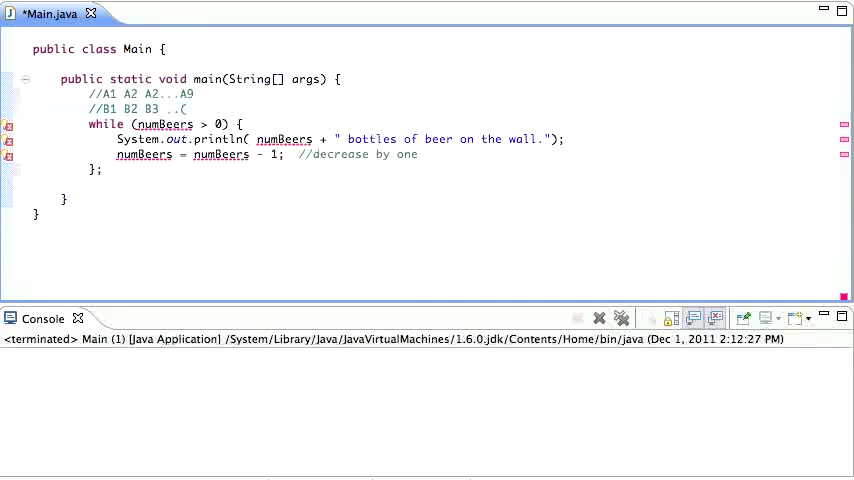 *Main.java
public class Main {
public static void main(String[] args) {
//A1 A2 A2...A9
//B1 B2 B3 ..(
while (numBeers > 0) {
System.out.println( numBeers + " bottles of beer on the wall.");
numBeers = numBeers - 1;  //decrease by one
};
}
}
Console
<terminated> Main (1) [Java Application] /System/Library/Java/JavaVirtualMachines/1.6.0.jdk/Contents/Home/bin/java (Dec 1, 2011 2:12:27 PM)